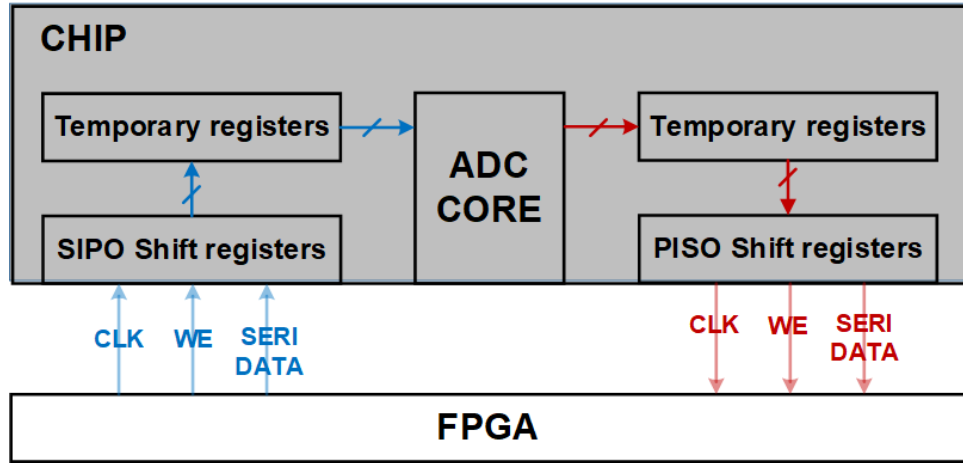 CHIP
Temporary registers
ADC
CORE
Temporary registers
SIPO Shift registers
PISO Shift registers
CLK
WE
SERI
DATA
CLK
WE
SERI
DATA
FPGA